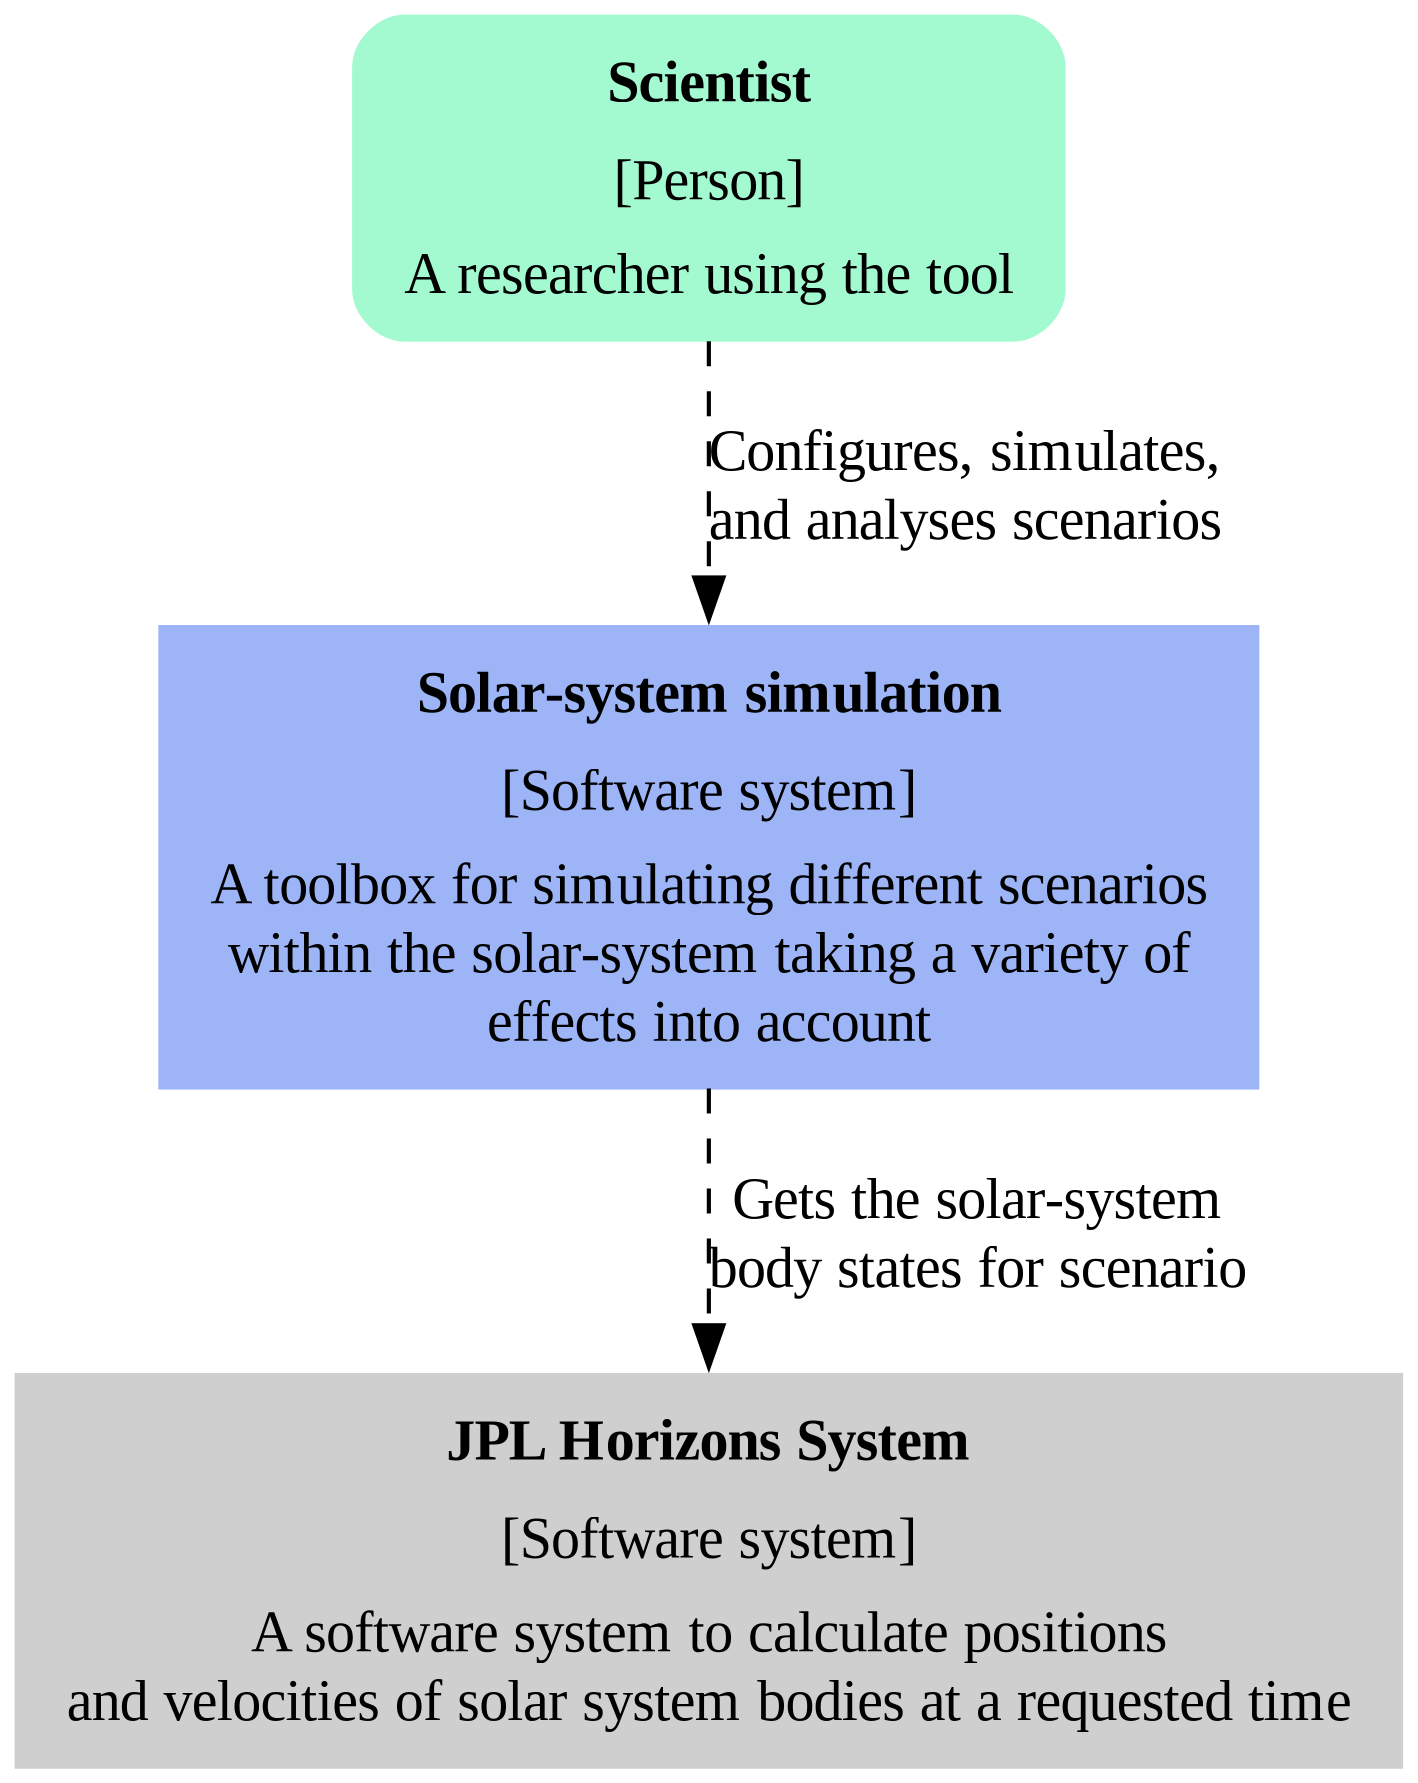 Scientist
[Person]
A researcher using the tool
Configures, simulates,
and analyses scenarios
Solar-system simulation
[Software system]
A toolbox for simulating different scenarios
within the solar-system taking a variety of
effects into account
Gets the solar-system
body states for scenario
JPL Horizons System
[Software system]
A software system to calculate positions
and velocities of solar system bodies at a requested time